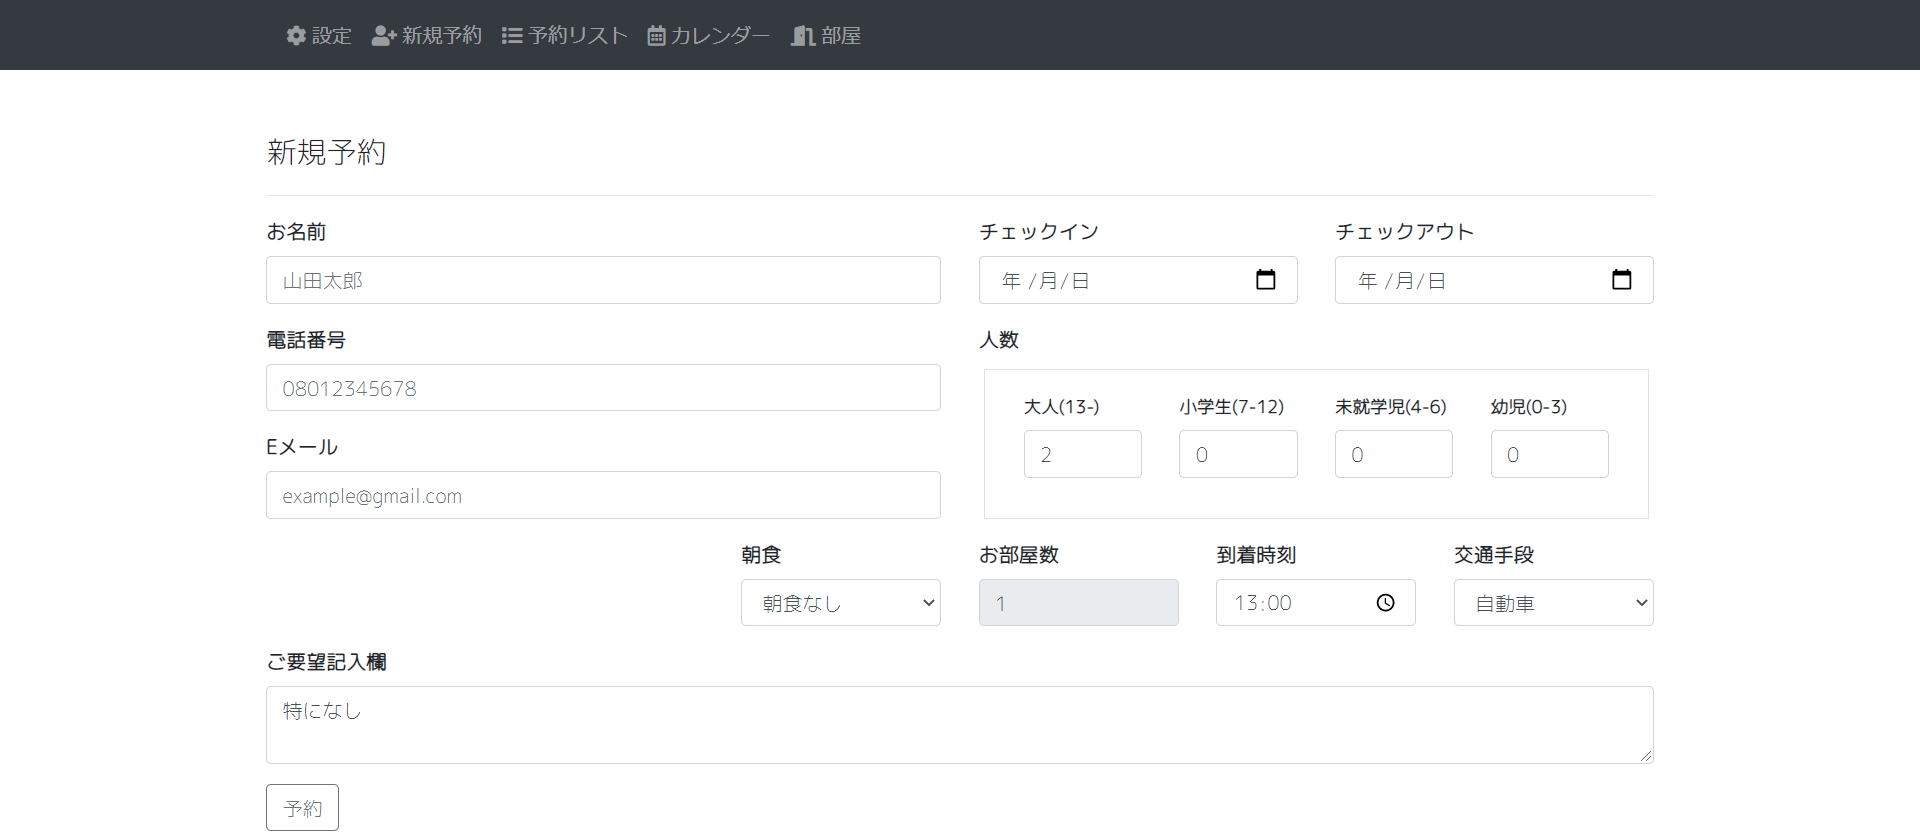 設定 新規予約 予約リスト カレンダー 部屋
新規予約
お名前 チェックイン チェックアウト
山田太郎 年 /月/日 年 /月/日
電話番号 人数
08012345678
大人(13-) 小学生(7-12) 未就学児(4-6) 幼児(0-3)
2 0 0 0
Eメール
example@gmail.com
朝食 お部屋数 到着時刻 交通手段
朝食なし 1 13:00 自動車
ご要望記入欄
特になし
予約